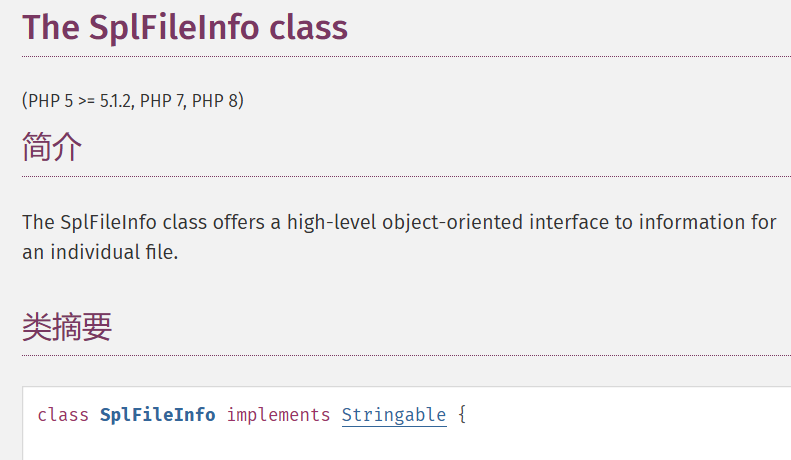 The SplFileInfo class
(PHP 5 >= 5.1.2, PHP 7, PHP 8)
简介
The SplFileInfo class offers a high-level object-oriented interface to information for
an individual file.
类摘要
class SplFileInfo implements Stringable {